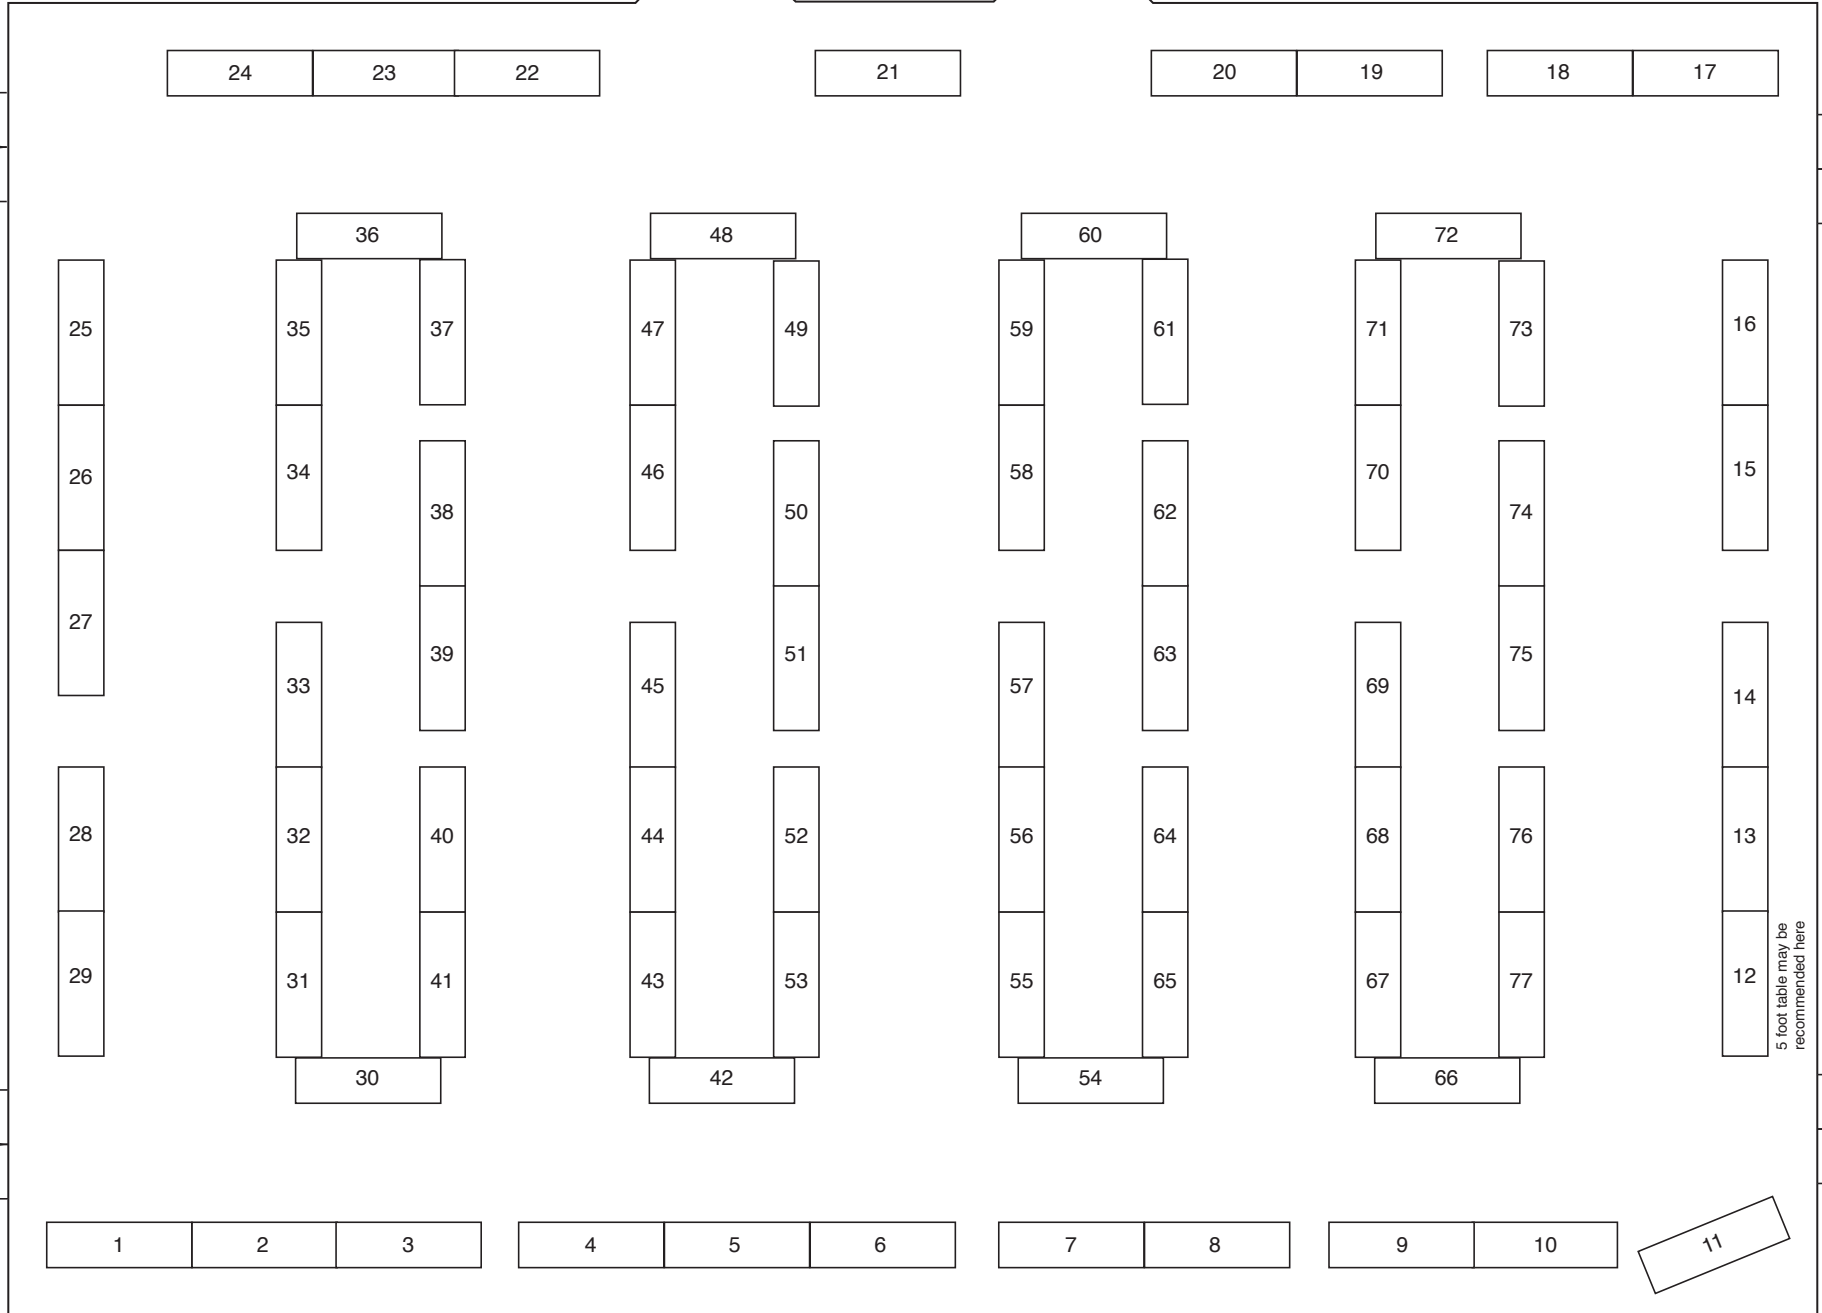 24 23 22 21 20 19 18 17
36 48 60 72
25 35 37 47 49 59 61 71 73 16
26 34 38 46 50 58 62 70 74 15
27 33 39 45 51 57 63 69 75 14
28 32 40 44 52 56 64 68 76 13
29 31 41 43 53 55 65 67 77 12
5 foot table may be
recommended here
30 42 54 66
1 2 3 4 5 6 7 8 9 10 11